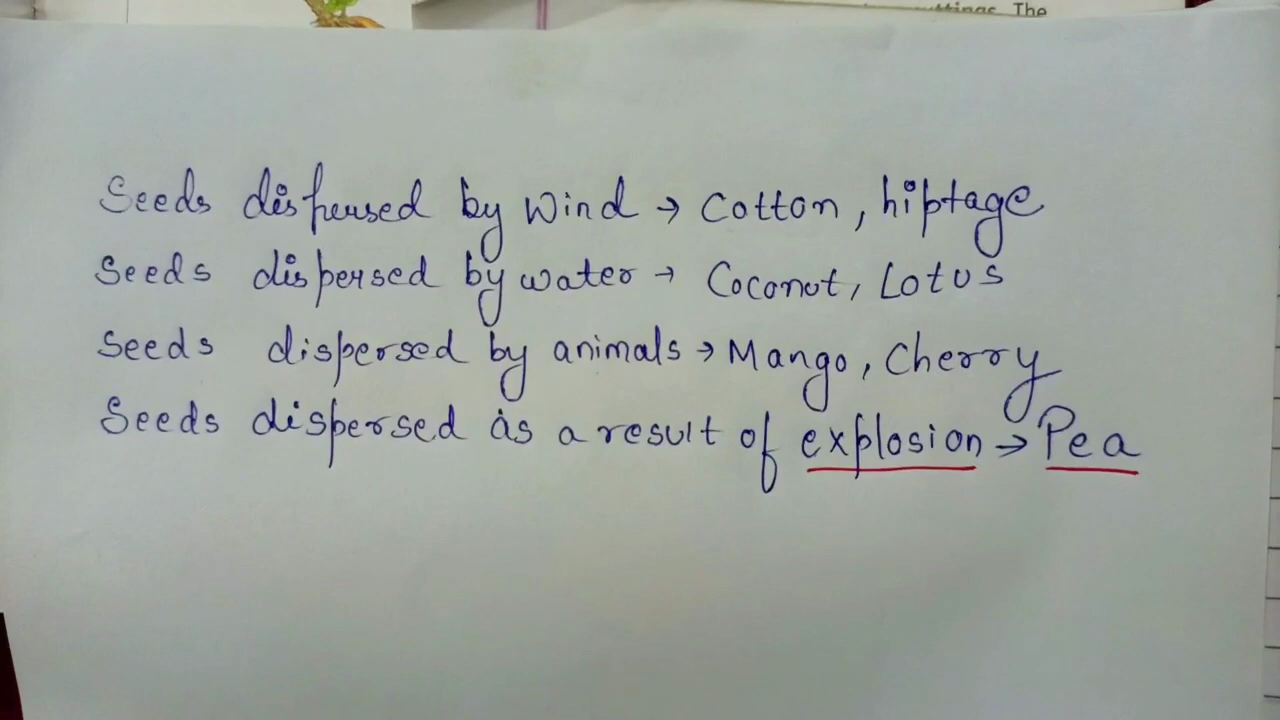 The
Seeds dispersed by Wind → Cotton, hiptage
Seeds dispersed by water → Coconut, Lotus
Seeds dispersed by animals → Mango, Cherry
Seeds dispersed as a result of explosion → Pea